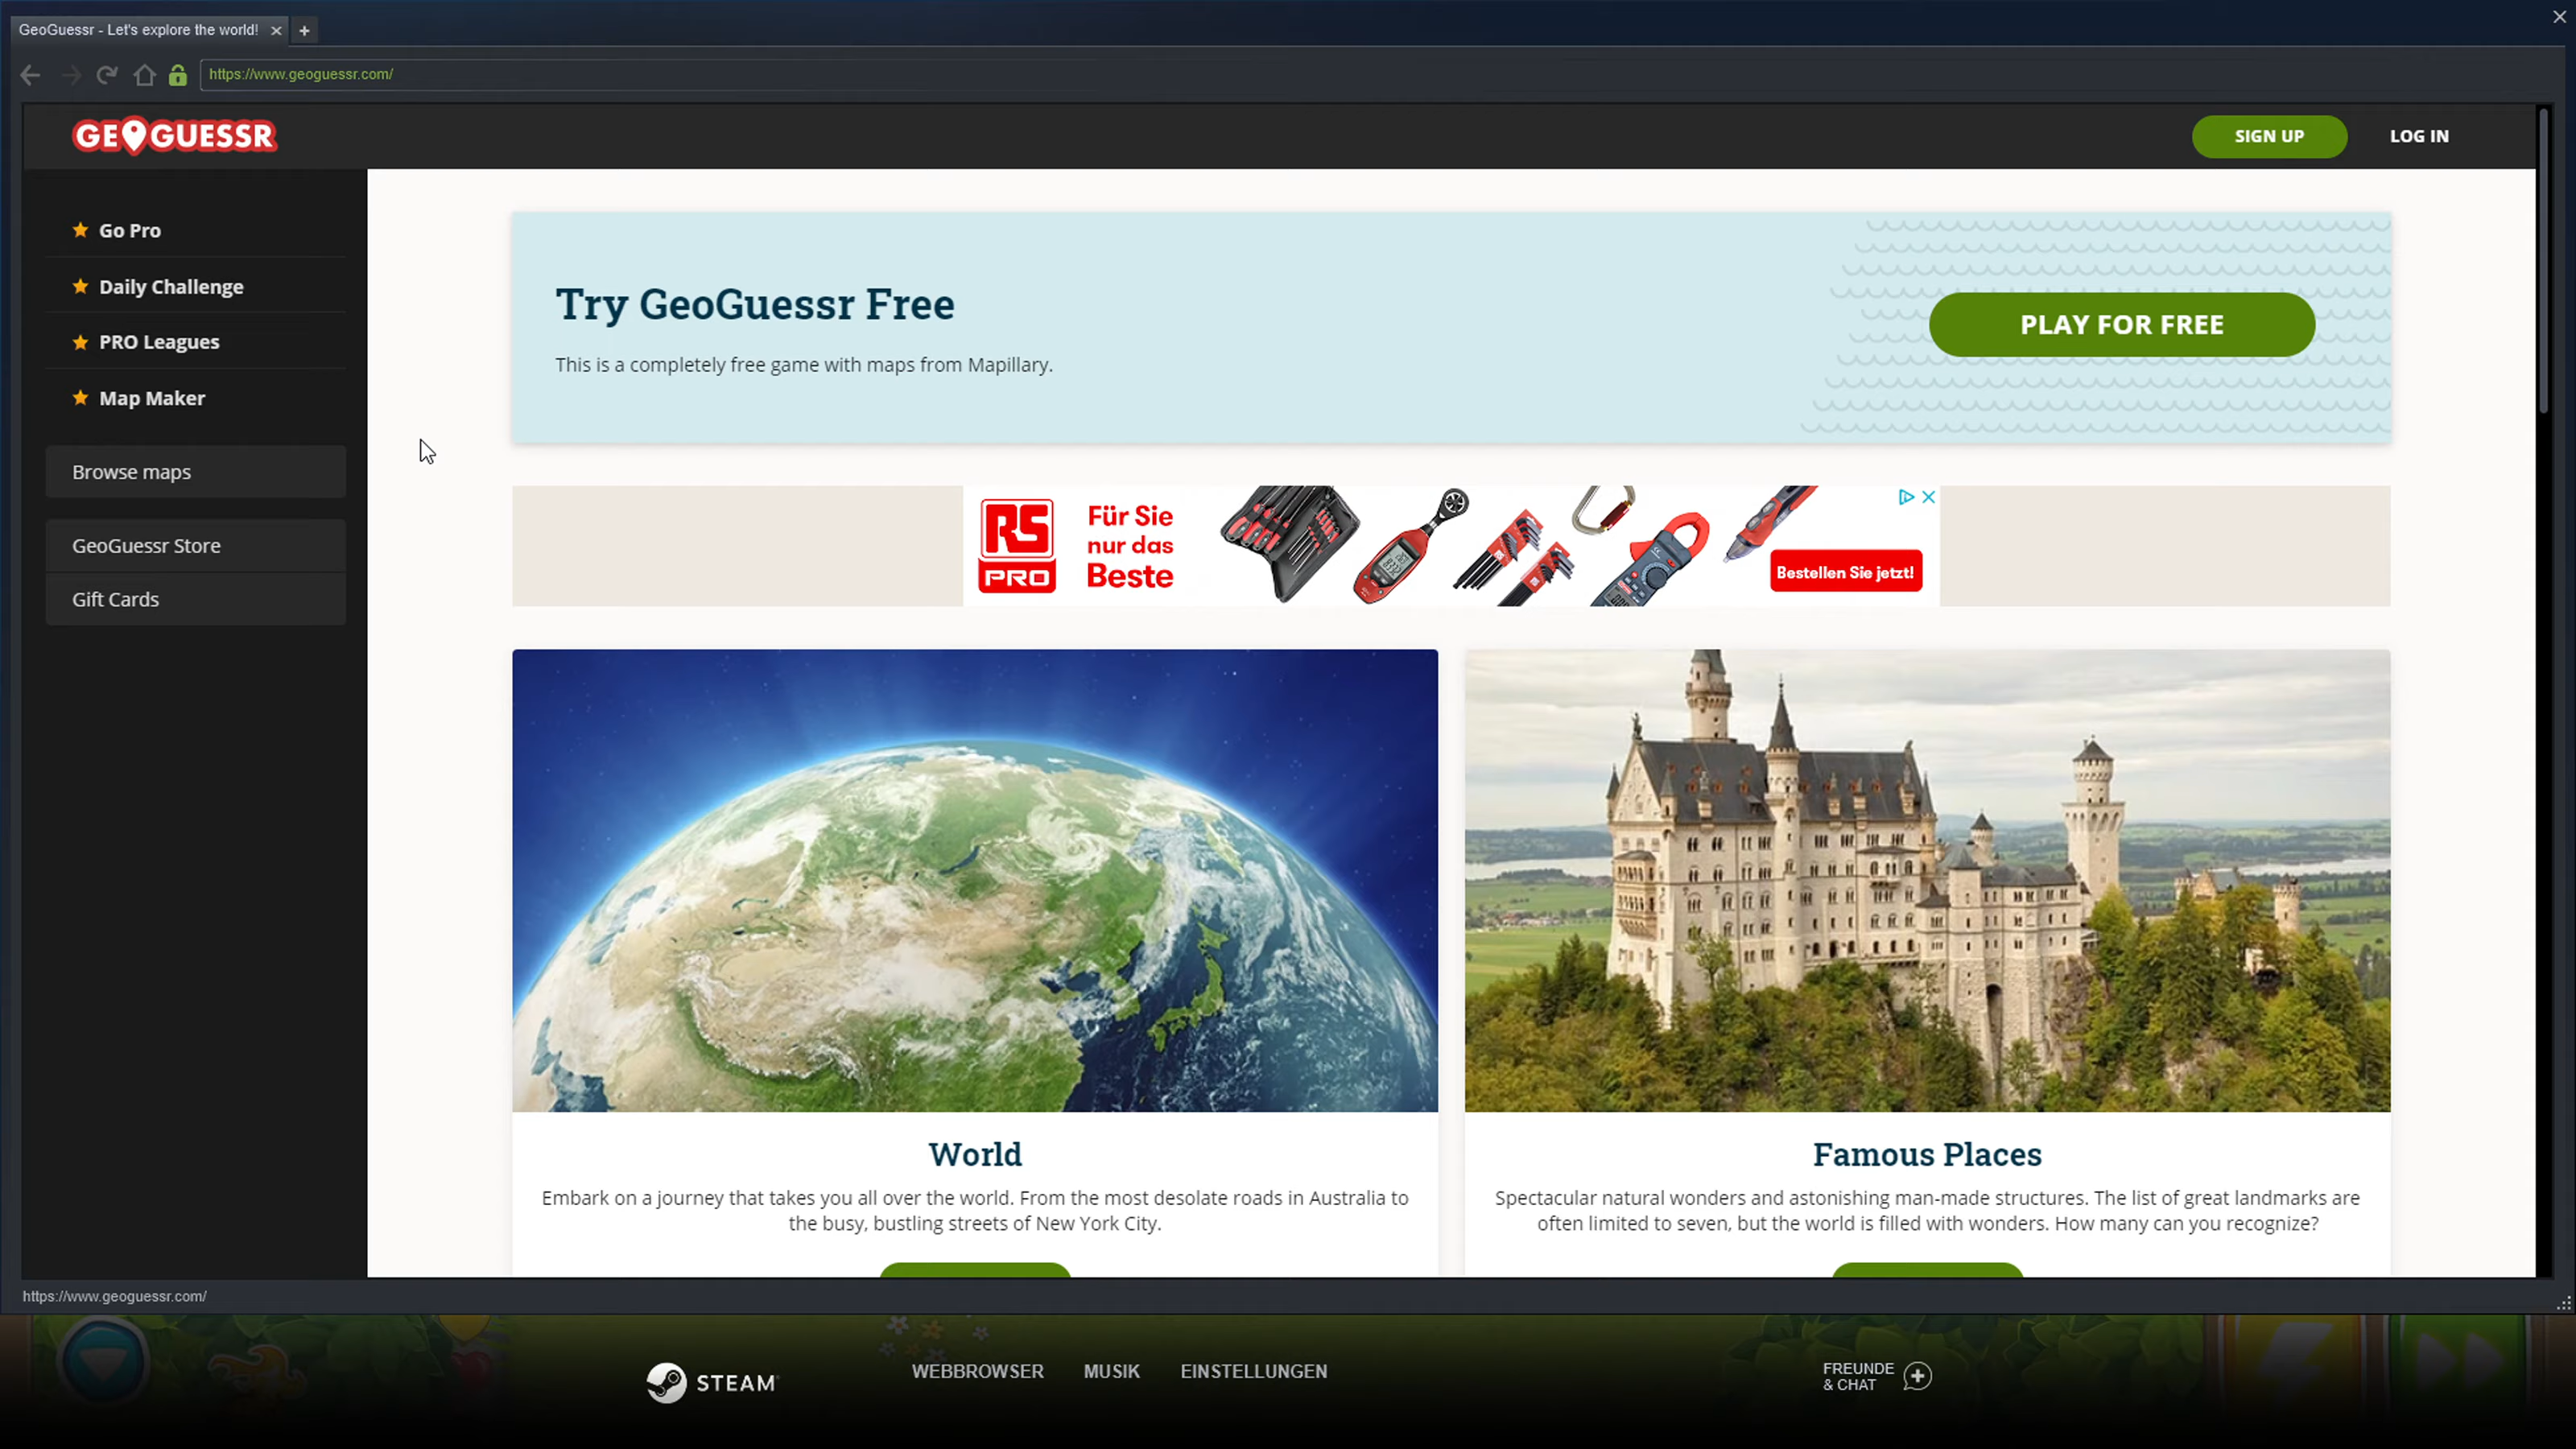 GeoGuessr - Let's explore the world!
https://www.geoguessr.com/
GEOGUESSR
SIGN UP
LOG IN
Go Pro
Daily Challenge
PRO Leagues
Map Maker
Browse maps
GeoGuessr Store
Gift Cards
Try GeoGuessr Free
This is a completely free game with maps from Mapillary.
PLAY FOR FREE
RS
PRO
Für Sie
nur das
Beste
Bestellen Sie jetzt!
World
Embark on a journey that takes you all over the world. From the most desolate roads in Australia to
the busy, bustling streets of New York City.
Famous Places
Spectacular natural wonders and astonishing man-made structures. The list of great landmarks are
often limited to seven, but the world is filled with wonders. How many can you recognize?
https://www.geoguessr.com/
STEAM
WEBBROWSER
MUSIK
EINSTELLUNGEN
FREUNDE
& CHAT